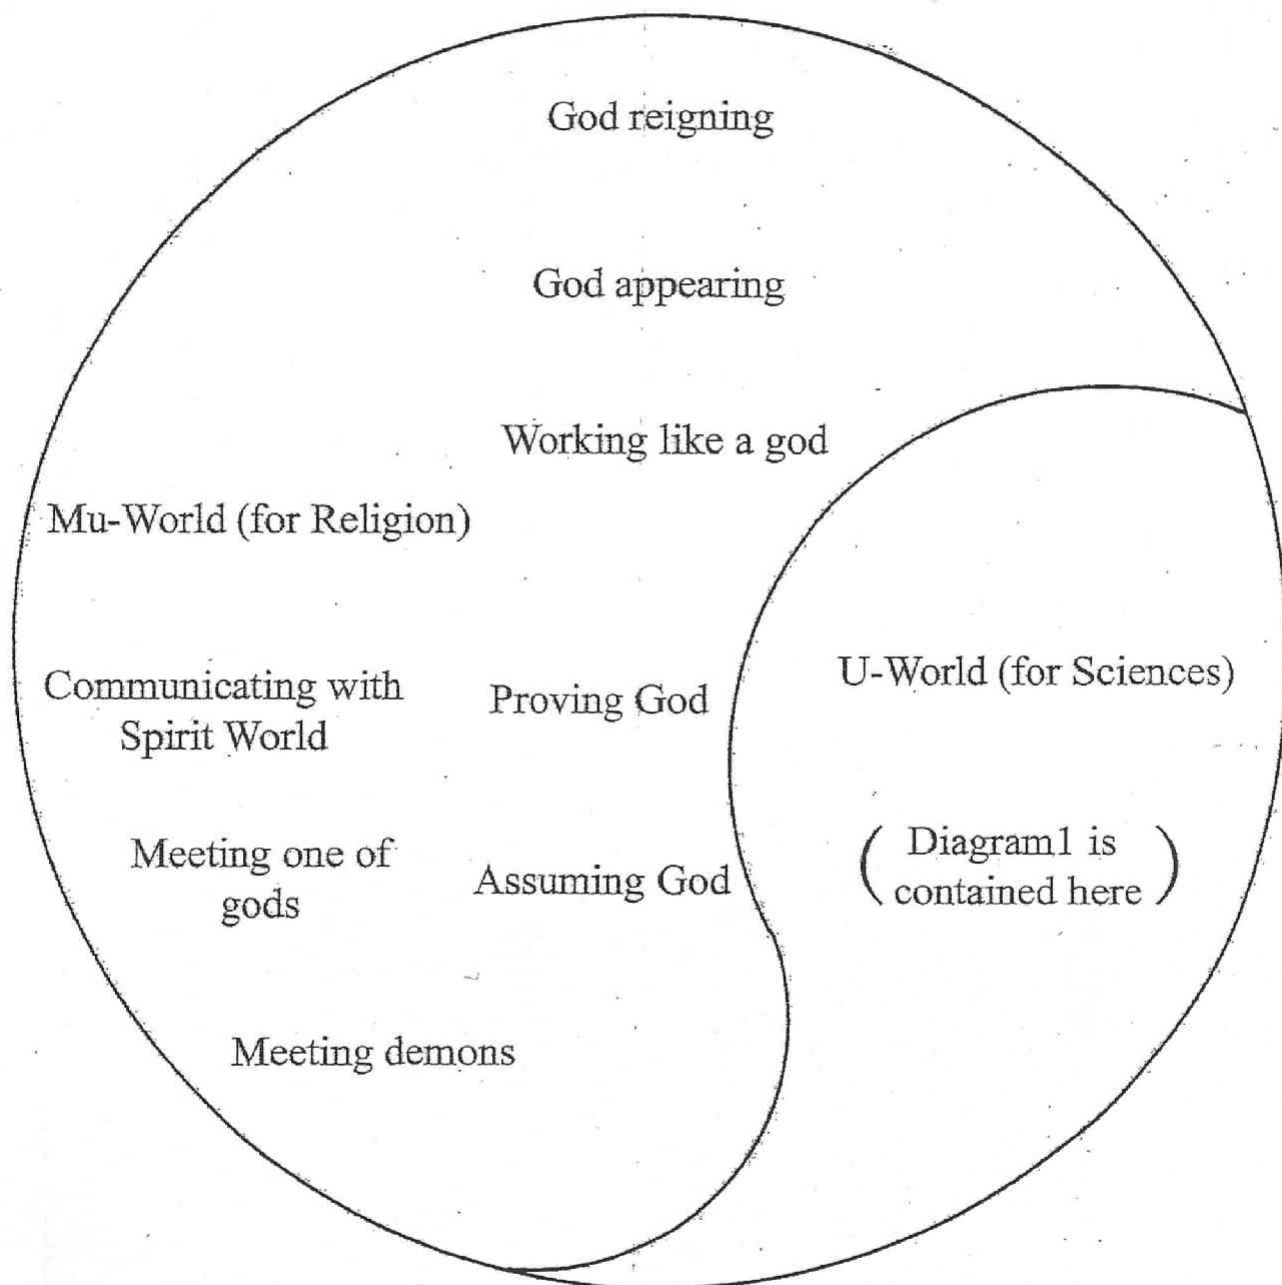 God reigning
God appearing
Working like a god
Mu-World (for Religion)
Communicating with
Spirit World
Proving God
U-World (for Sciences)
Meeting one of
gods
Assuming God
( Diagram1 is
contained here )
Meeting demons